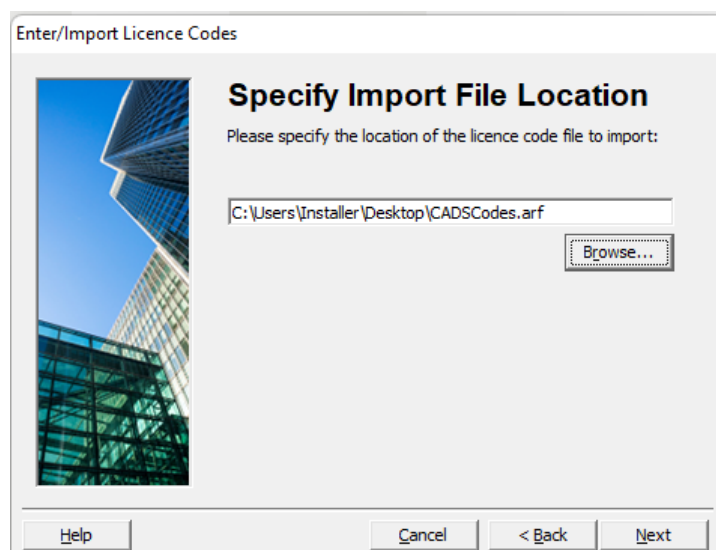 Enter/Import Licence Codes
Specify Import File Location
Please specify the location of the licence code file to import:
C:\Users\Installer\Desktop\CADSCodes.arf
Browse...
Help
Cancel
< Back
Next